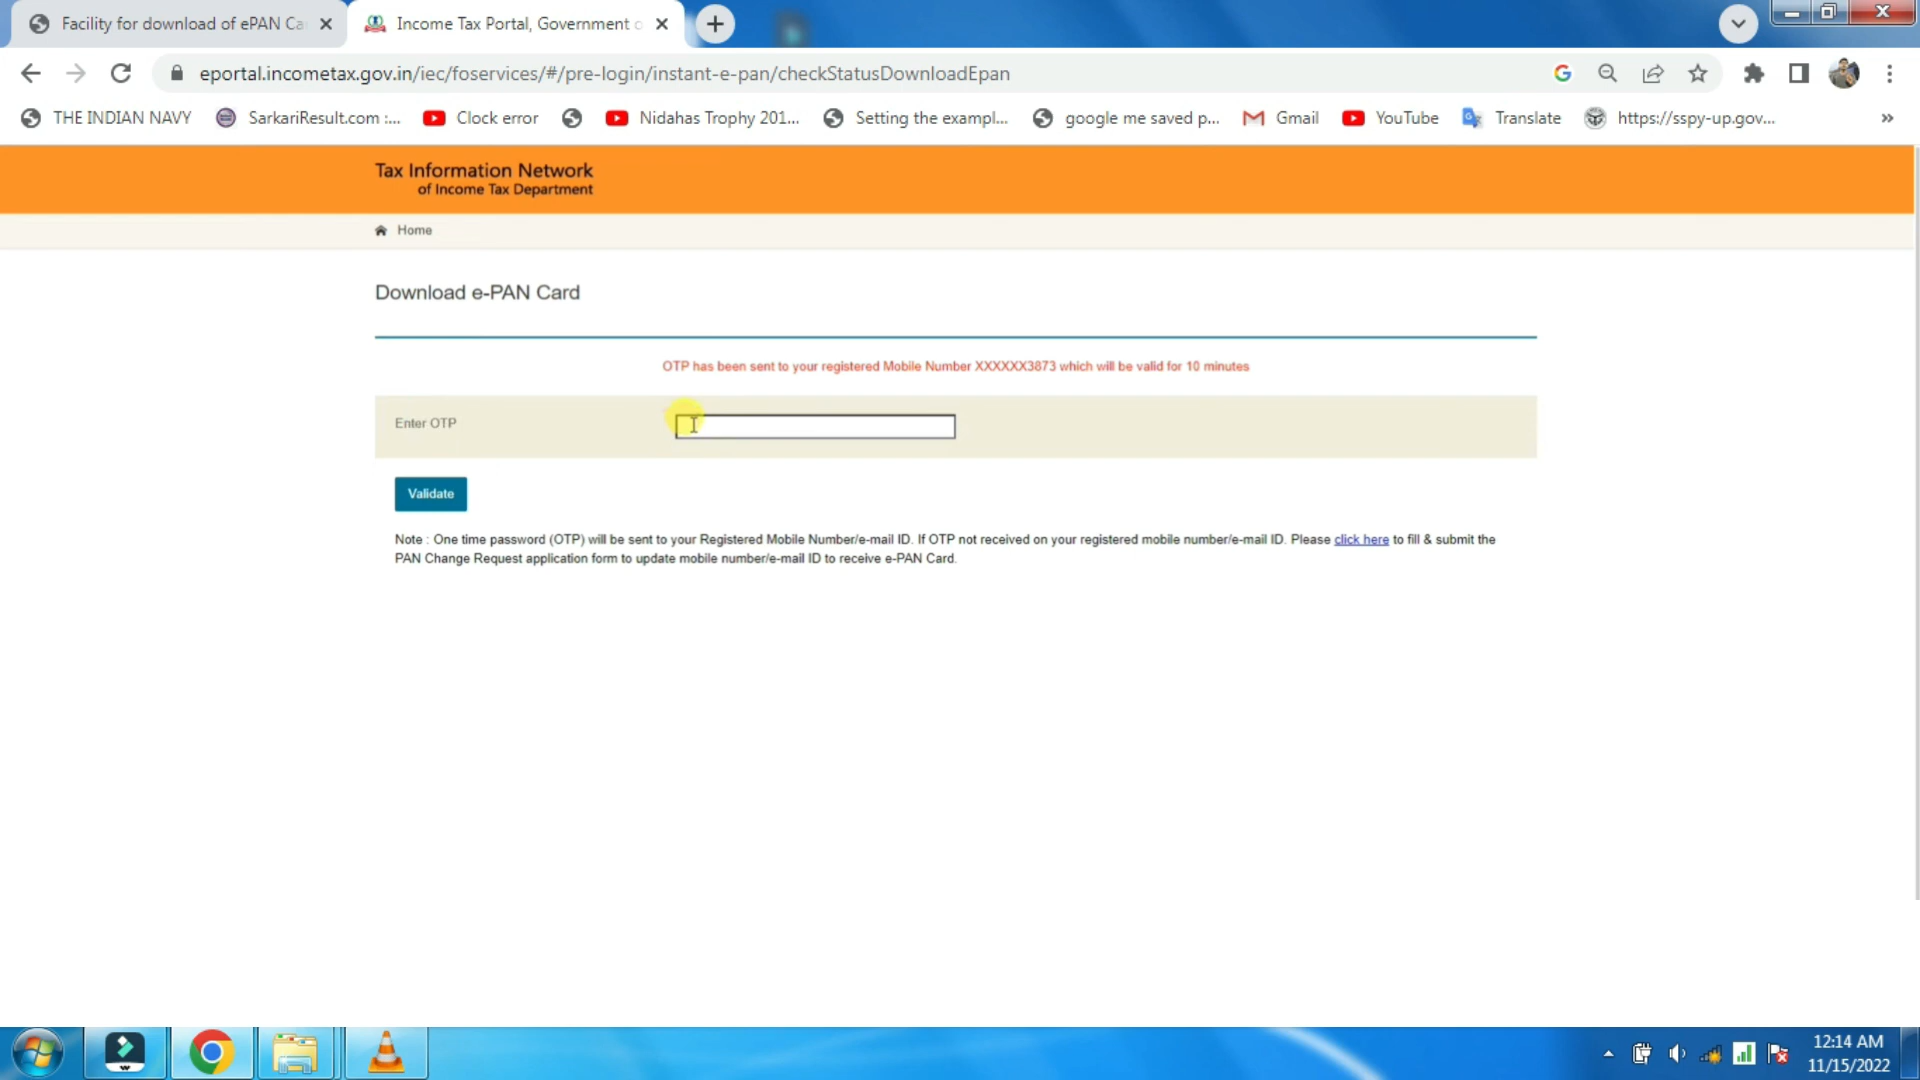 Facility for download of ePAN Ca
Income Tax Portal, Government o
eportal.incometax.gov.in/iec/foservices/#/pre-login/instant-e-pan/checkStatusDownloadEpan
THE INDIAN NAVY SarkariResult.com :... Clock error Nidahas Trophy 201... Setting the exampl... google me saved p... Gmail YouTube Translate https://sspy-up.gov... »
Tax Information Network
of Income Tax Department
Home
Download e-PAN Card
OTP has been sent to your registered Mobile Number XXXXXX3873 which will be valid for 10 minutes
Enter OTP
Validate
Note : One time password (OTP) will be sent to your Registered Mobile Number/e-mail ID. If OTP not received on your registered mobile number/e-mail ID. Please click here to fill & submit the
PAN Change Request application form to update mobile number/e-mail ID to receive e-PAN Card.
12:14 AM
11/15/2022